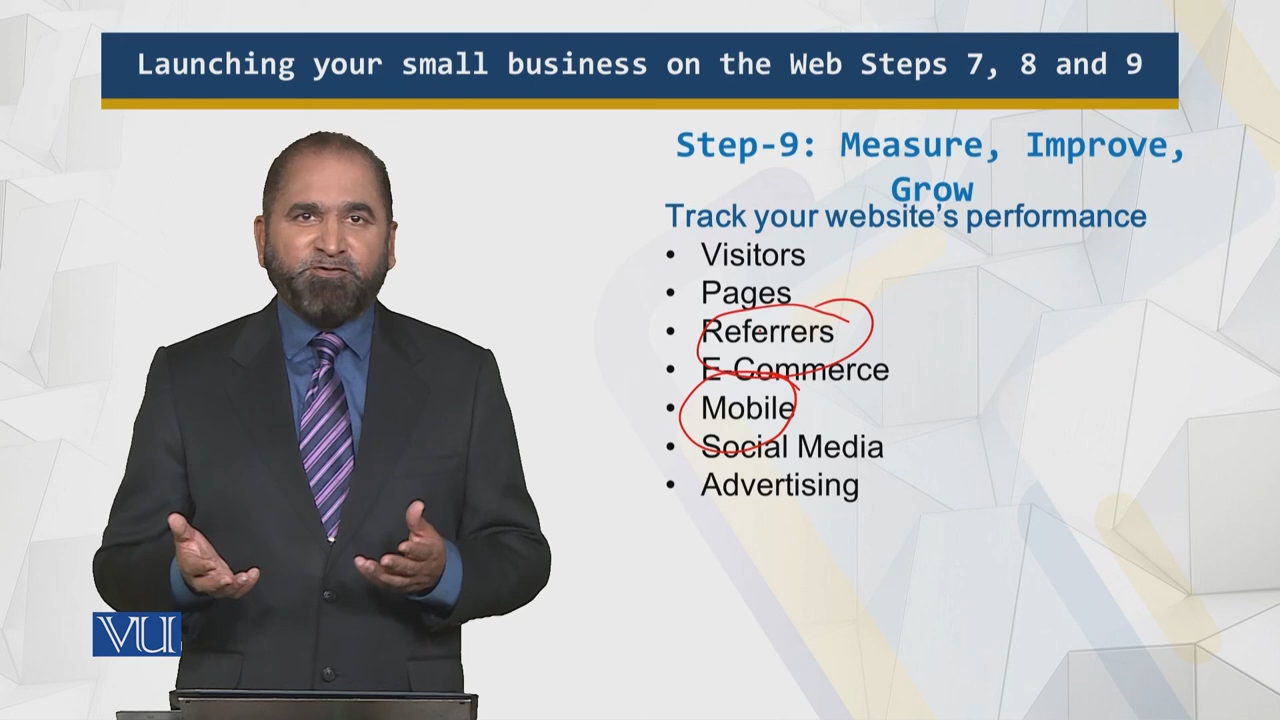 Launching your small business on the Web Steps 7, 8 and 9
Step-9: Measure, Improve,
Grow
Track your website's performance
• Visitors
• Pages
• Referrers
• E-Commerce
• Mobile
• Social Media
• Advertising
VU